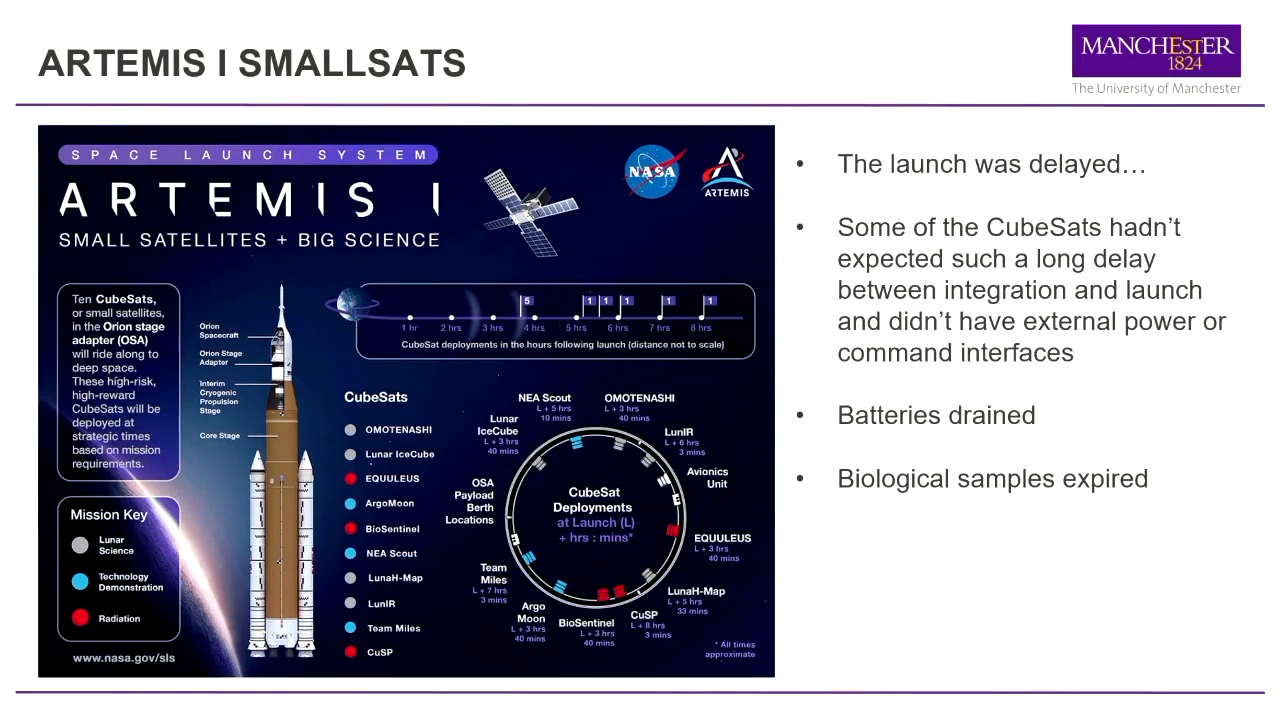 ARTEMIS I SMALLSATS
MANCHESTER
1824
The University of Manchester
SPACE LAUNCH SYSTEM
ARTEMIS I
SMALL SATELLITES + BIG SCIENCE
NASA
ARTEMIS
Ten CubeSats,
or small satellites,
in the Orion stage
adapter (OSA)
will ride along to
deep space.
These high-risk,
high-reward
CubeSats will be
deployed at
strategic times
based on mission
requirements.
Mission Key
Lunar
Science
Technology
Demonstration
Radiation
www.nasa.gov/sls
Orion
Spacecraft
Orion Stage
Adapter
Interim
Cryogenic
Propulsion
Stage
Core Stage
5 1 1 1 1 1
1 hr 2 hrs 3 hrs 4 hrs 5 hrs 6 hrs 7 hrs 8 hrs
CubeSat deployments in the hours following launch (distance not to scale)
CubeSats
OMOTENASHI
Lunar IceCube
EQUULEUS
ArgoMoon
BioSentinel
NEA Scout
LunaH-Map
LunIR
Team Miles
CuSP
NEA Scout
L + 5 hrs
10 mins
OMOTENASHI
L + 3 hrs
40 mins
LunIR
L + 6 hrs
3 mins
Avionics
Unit
EQUULEUS
L + 3 hrs
40 mins
LunaH-Map
L + 5 hrs
33 mins
CuSP
L + 8 hrs
3 mins
BioSentinel
L + 3 hrs
40 mins
Argo
Moon
L + 3 hrs
40 mins
Team
Miles
L + 7 hrs
3 mins
OSA
Payload
Berth
Locations
Lunar
IceCube
L + 3 hrs
40 mins
CubeSat
Deployments
at Launch (L)
+ hrs : mins*
* All times
approximate
• The launch was delayed…
• Some of the CubeSats hadn’t
expected such a long delay
between integration and launch
and didn’t have external power or
command interfaces
• Batteries drained
• Biological samples expired